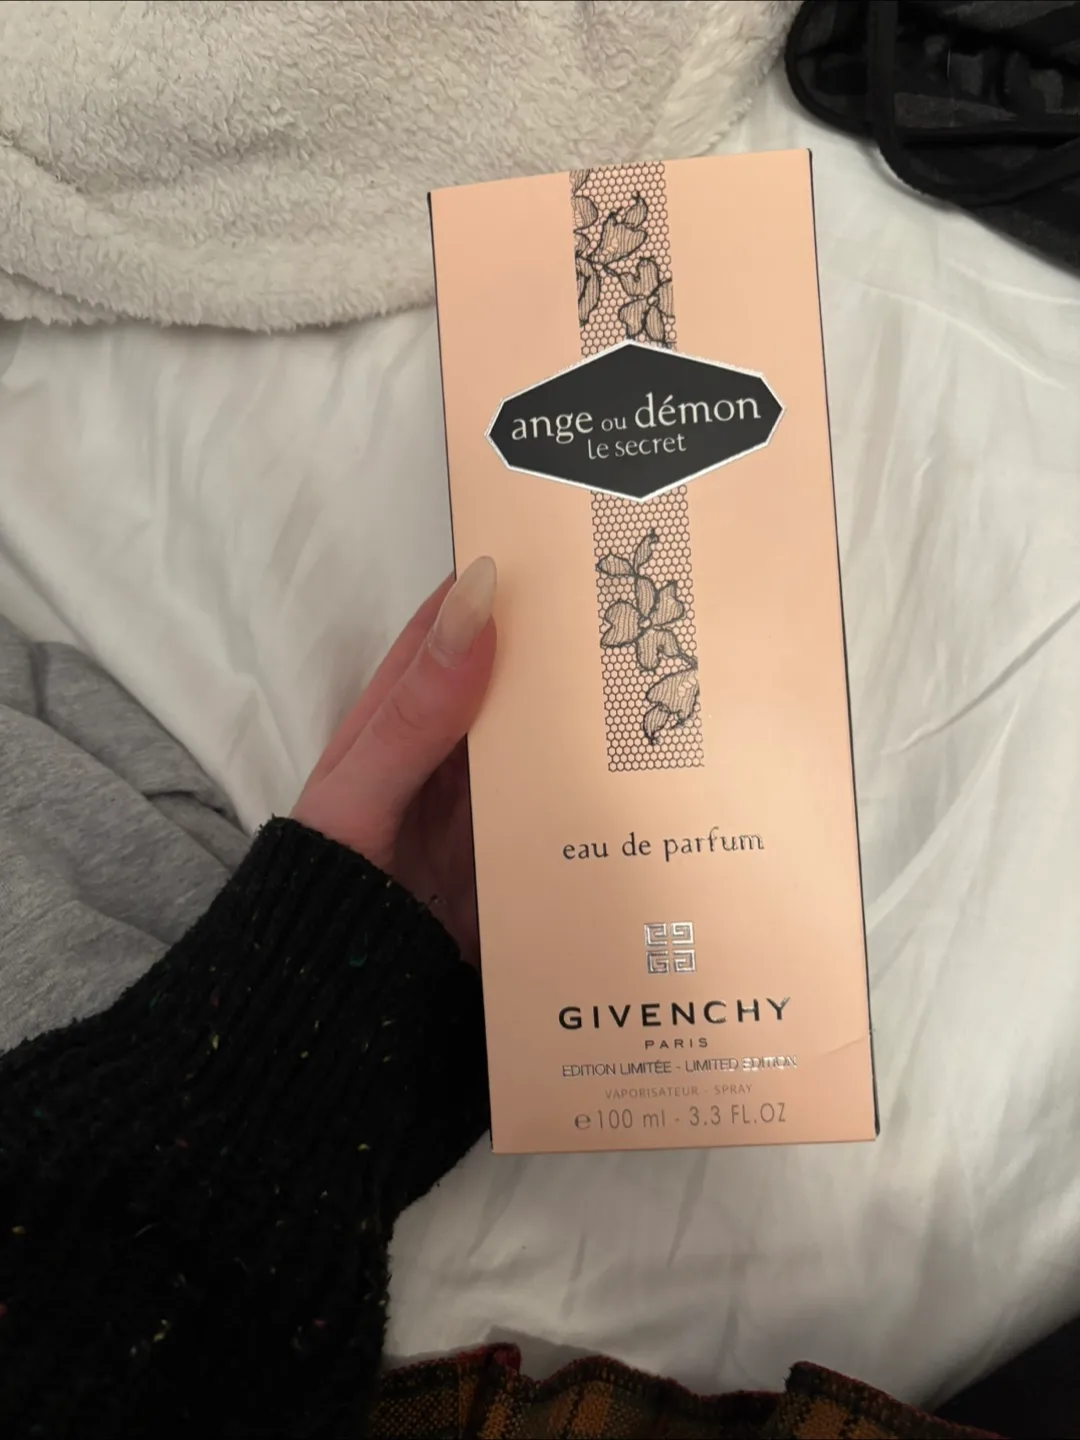 ange ou démon
le secret
eau de parfum
GIVENCHY
PARIS
EDITION LIMITÉE - LIMITED EDITION
VAPORISATEUR - SPRAY
℮100 ml - 3.3 FL.OZ